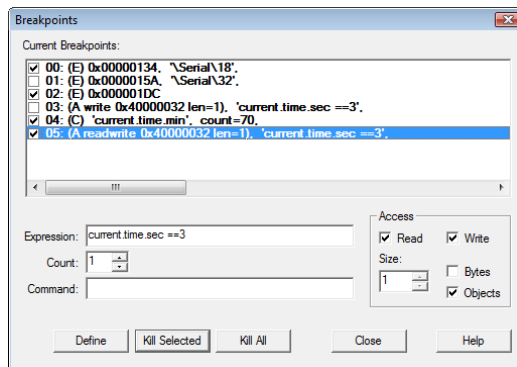 Breakpoints
Current Breakpoints:
00: (E) 0x00000134, '\Serial\18',
01: (E) 0x0000015A, '\Serial\32',
02: (E) 0x000001DC
03: (A write 0x40000032 len=1), 'current.time.sec ==3',
04: (C) 'current.time.min', count=70,
05: (A readwrite 0x40000032 len=1), 'current.time.sec ==3',
Access
Expression: current.time.sec ==3
Read Write
Count: 1
Size:
1
Bytes
Command:
Objects
Define Kill Selected Kill All Close Help